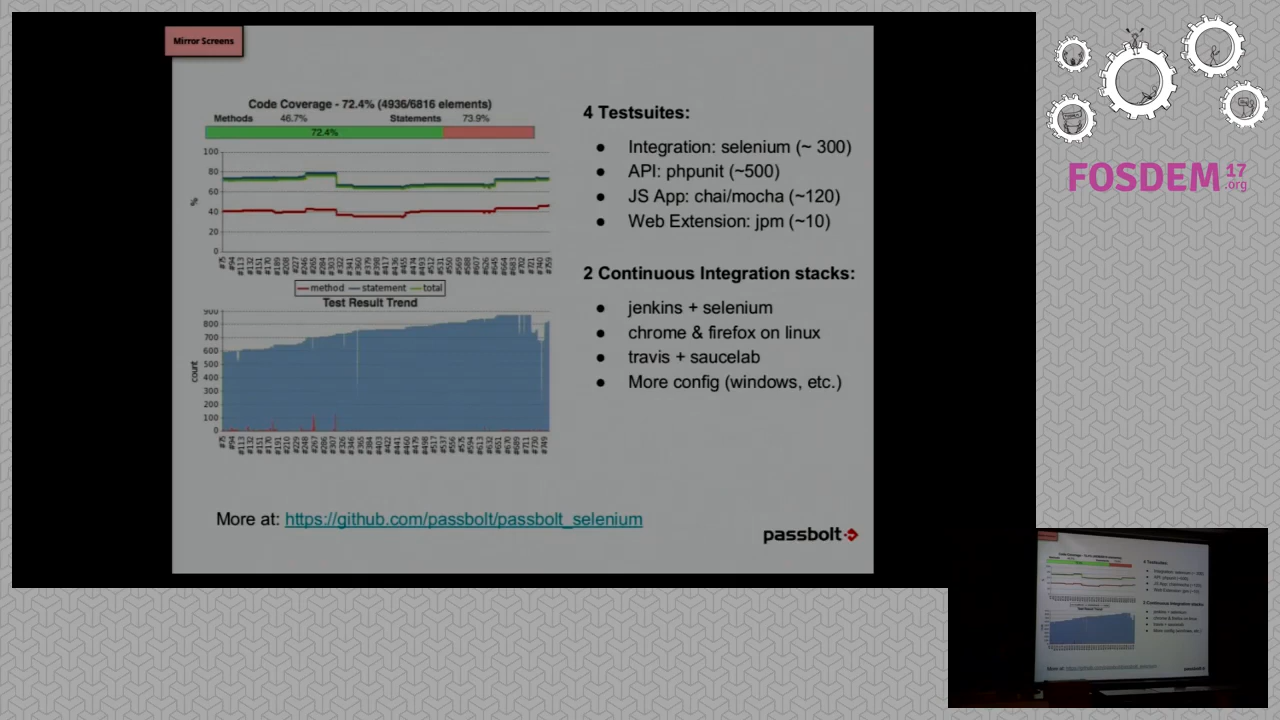 Mirror Screens
Code Coverage - 72.4% (4936/6816 elements)
Methods 46.7% Statements 73.9%
72.4%
100
80
60
40
20
0
%
method statement total
Test Result Trend
900
800
700
600
500
400
300
200
100
0
count
4 Testsuites:
● Integration: selenium (~ 300)
● API: phpunit (~500)
● JS App: chai/mocha (~120)
● Web Extension: jpm (~10)
2 Continuous Integration stacks:
● jenkins + selenium
● chrome & firefox on linux
● travis + saucelab
● More config (windows, etc.)
More at: https://github.com/passbolt/passbolt_selenium
passbolt
FOSDEM 17 .org